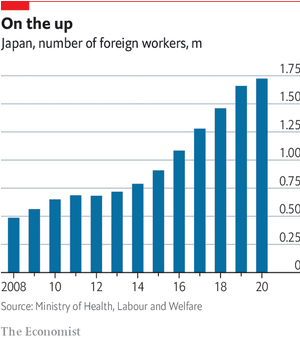 On the up
Japan, number of foreign workers, m
1.75
1.50
1.25
1.00
0.75
0.50
0.25
0
2008 10 12 14 16 18 20
Source: Ministry of Health, Labour and Welfare
The Economist